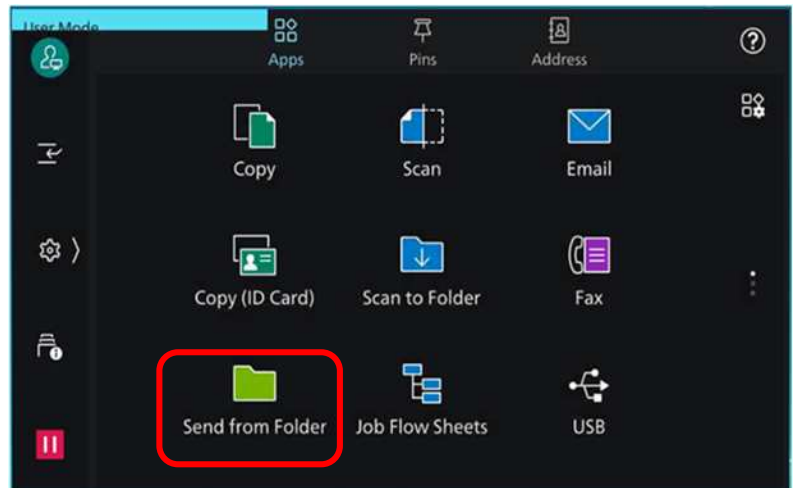 User Mode
Apps
Pins
Address
Copy
Scan
Email
Copy (ID Card)
Scan to Folder
Fax
Send from Folder
Job Flow Sheets
USB